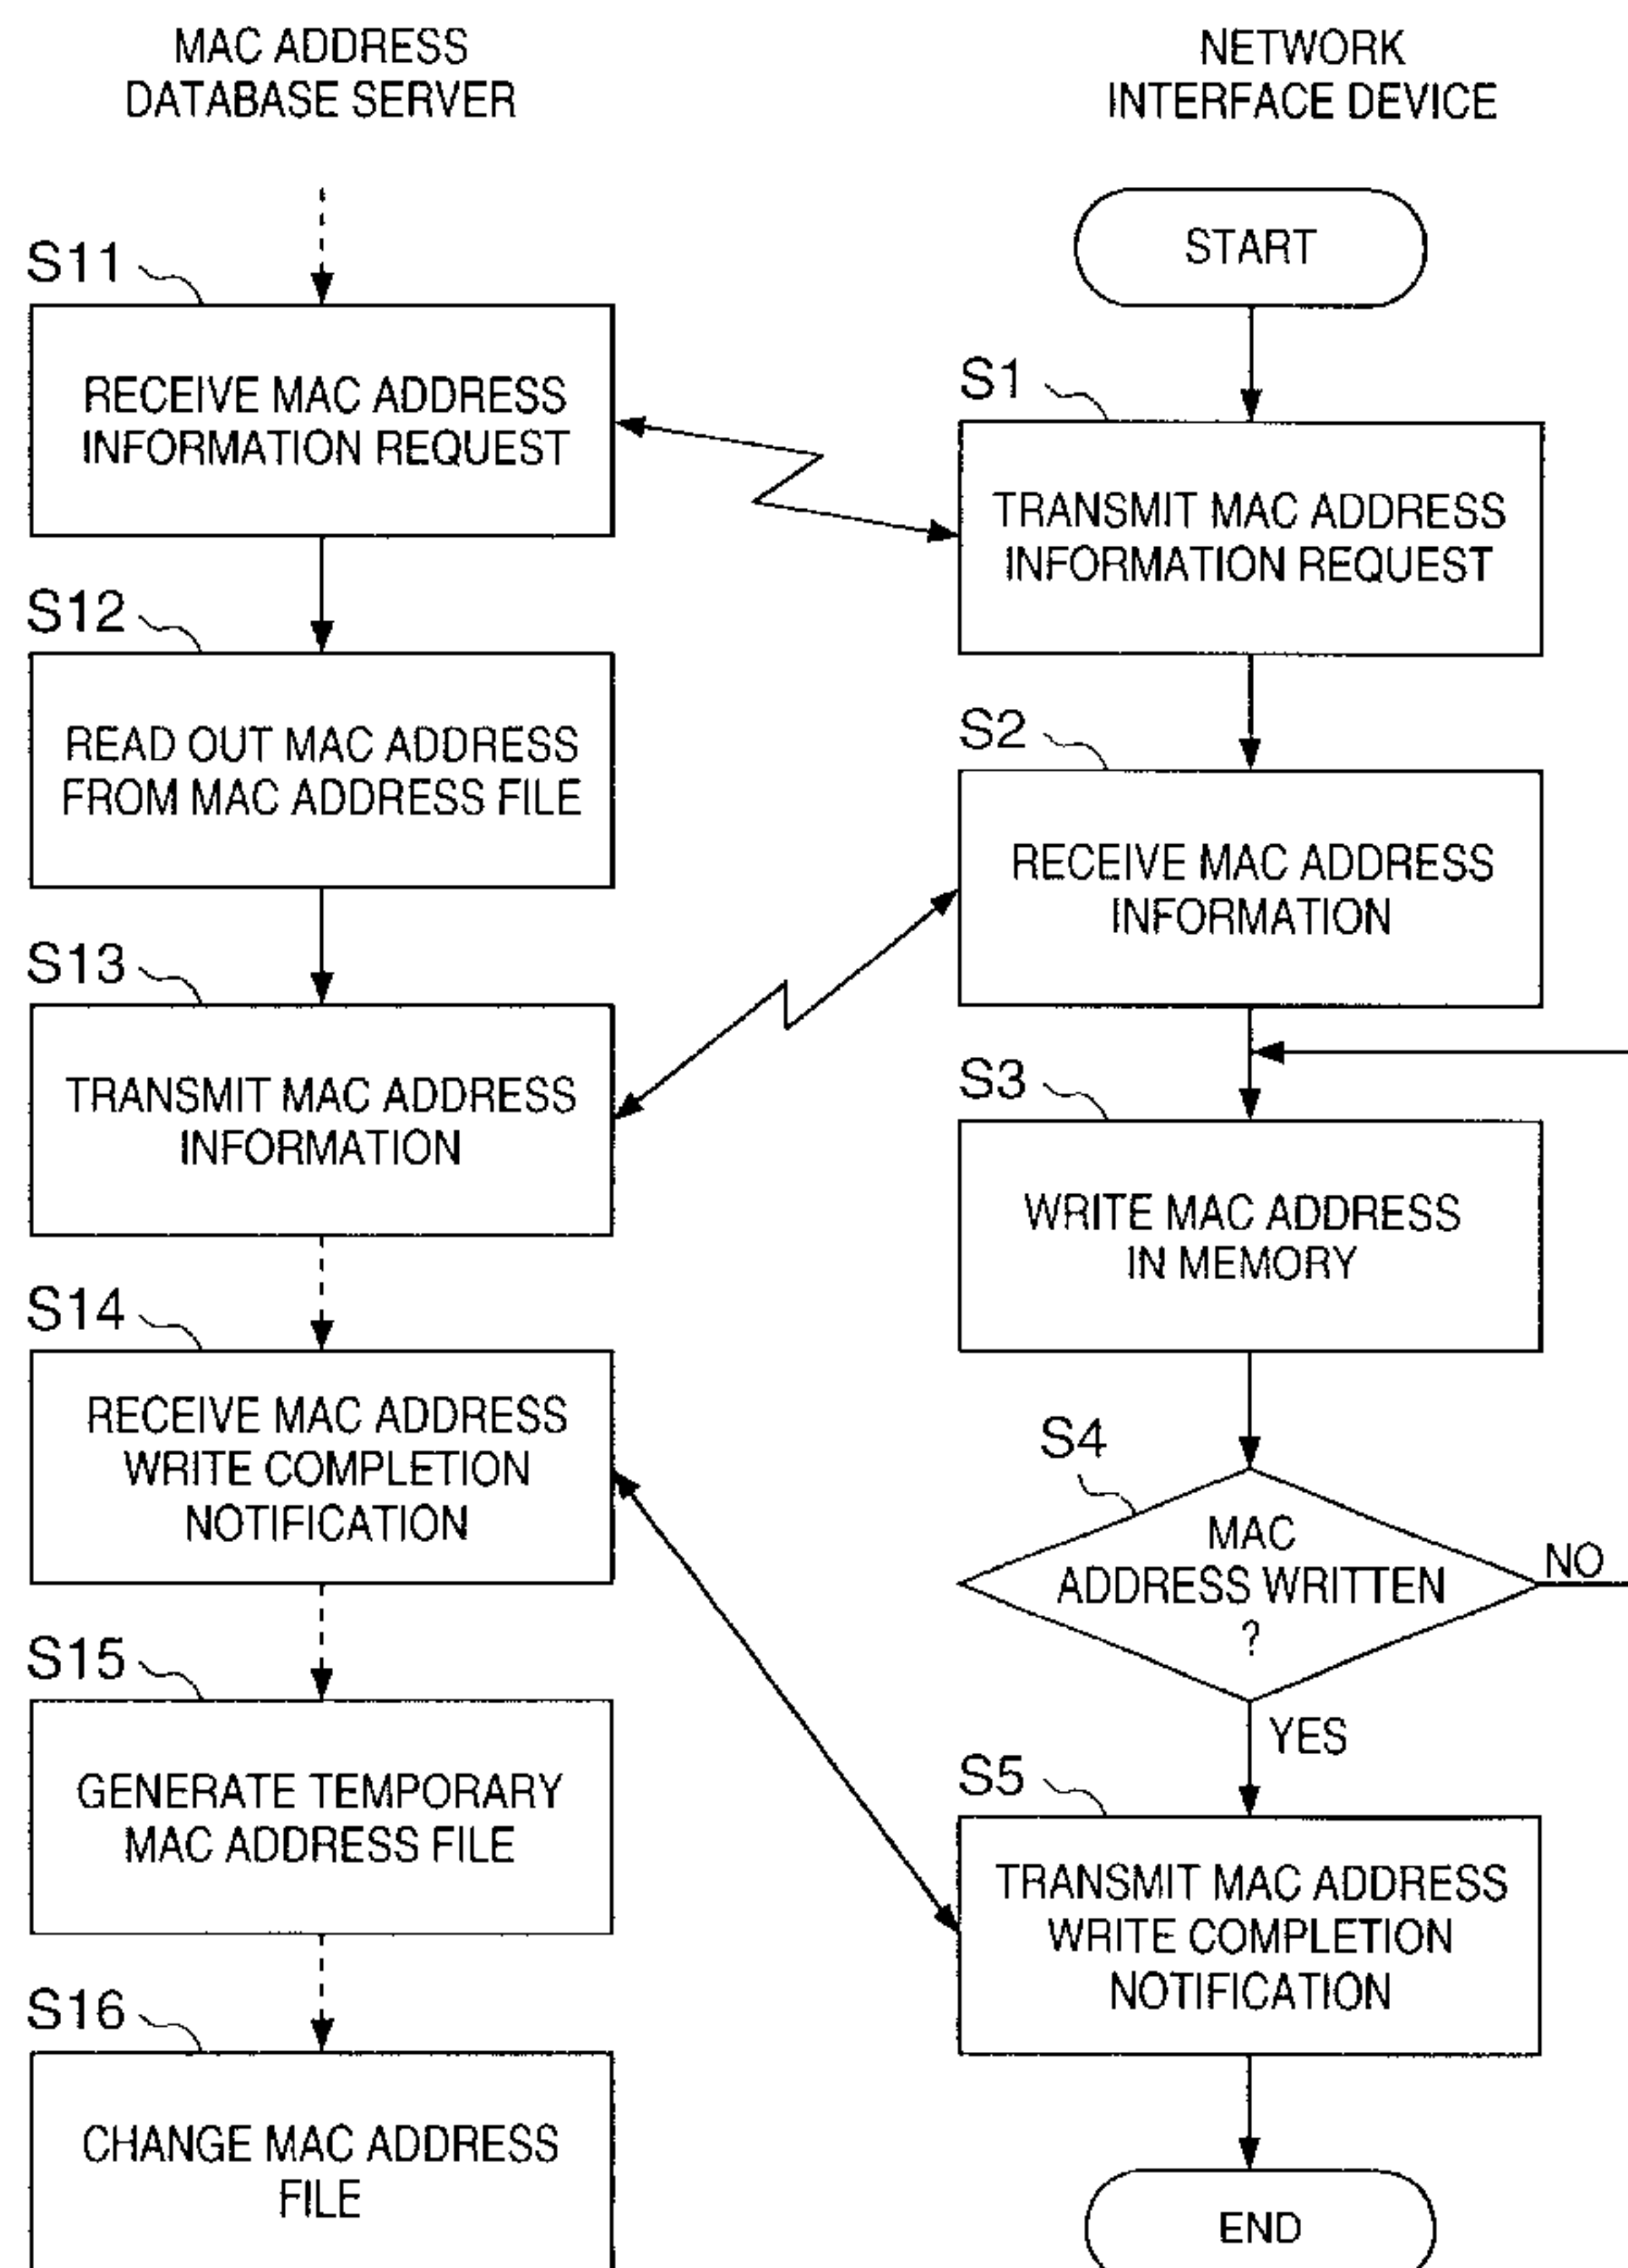 MAC ADDRESS
DATABASE SERVER
S11
RECEIVE MAC ADDRESS
INFORMATION REQUEST
S12
READ OUT MAC ADDRESS
FROM MAC ADDRESS FILE
S13
TRANSMIT MAC ADDRESS
INFORMATION
S14
RECEIVE MAC ADDRESS
WRITE COMPLETION
NOTIFICATION
S15
GENERATE TEMPORARY
MAC ADDRESS FILE
S16
CHANGE MAC ADDRESS
FILE
NETWORK
INTERFACE DEVICE
START
S1
TRANSMIT MAC ADDRESS
INFORMATION REQUEST
S2
RECEIVE MAC ADDRESS
INFORMATION
S3
WRITE MAC ADDRESS
IN MEMORY
S4
MAC
ADDRESS WRITTEN
?
NO
YES
S5
TRANSMIT MAC ADDRESS
WRITE COMPLETION
NOTIFICATION
END